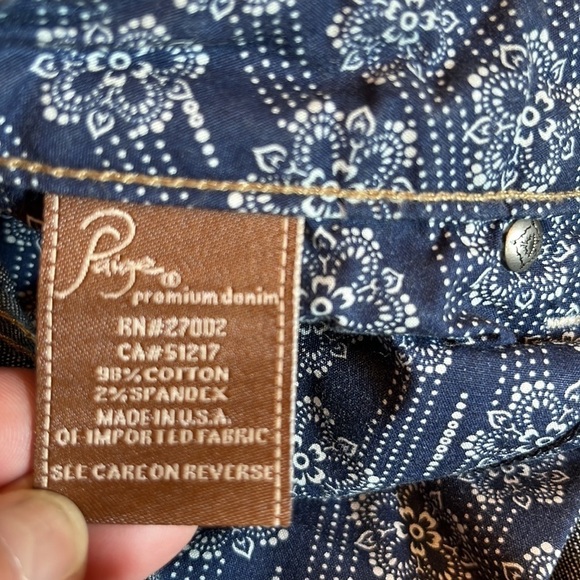 Paige®
premium denim
RN#27002
CA#51217
98% COTTON
2% SPANDEX
MADE IN U.S.A.
OF IMPORTED FABRIC
SEE CARE ON REVERSE